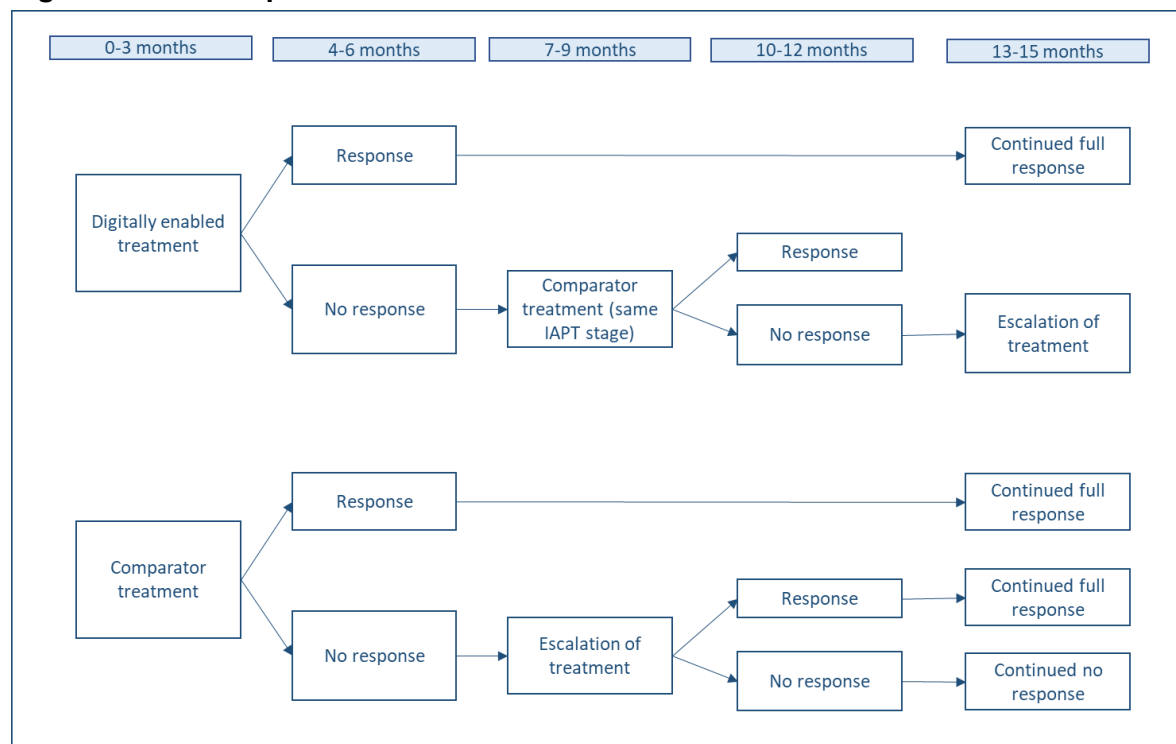 0-3 months
4-6 months
7-9 months
10-12 months
13-15 months
Response
Continued full
response
Digitally enabled
treatment
No response
Comparator
treatment (same
IAPT stage)
Response
No response
Escalation of
treatment
Response
Continued full
response
Comparator
treatment
No response
Escalation of
treatment
Response
Continued full
response
No response
Continued no
response